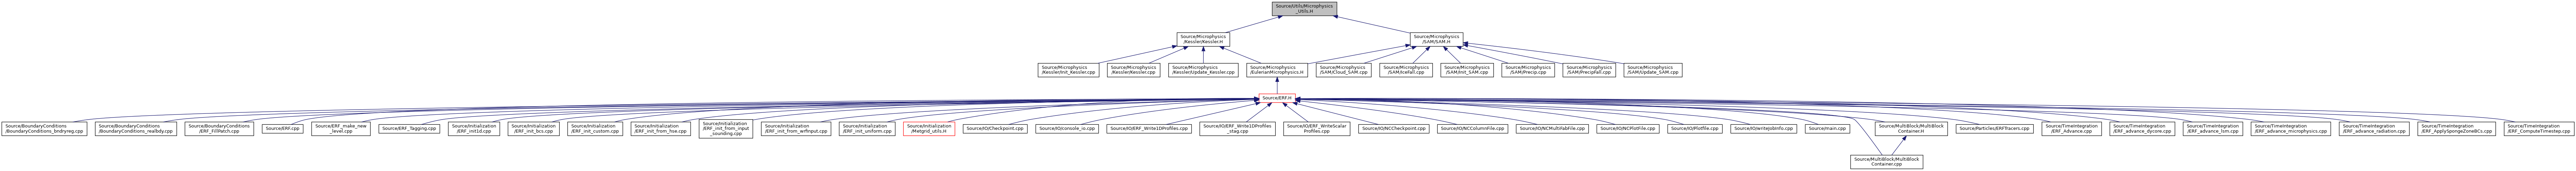 Source/Utils/Microphysics
_Utils.H
Source/Microphysics
/Kessler/Kessler.H
Source/Microphysics
/SAM/SAM.H
Source/Microphysics
/Kessler/Init_Kessler.cpp
Source/Microphysics
/Kessler/Kessler.cpp
Source/Microphysics
/Kessler/Update_Kessler.cpp
Source/Microphysics
/EulerianMicrophysics.H
Source/Microphysics
/SAM/Cloud_SAM.cpp
Source/Microphysics
/SAM/IceFall.cpp
Source/Microphysics
/SAM/Init_SAM.cpp
Source/Microphysics
/SAM/Precip.cpp
Source/Microphysics
/SAM/PrecipFall.cpp
Source/Microphysics
/SAM/Update_SAM.cpp
Source/ERF.H
Source/BoundaryConditions
/BoundaryConditions_bndryreg.cpp
Source/BoundaryConditions
/BoundaryConditions_realbdy.cpp
Source/BoundaryConditions
/ERF_FillPatch.cpp
Source/ERF.cpp
Source/ERF_make_new
_level.cpp
Source/ERF_Tagging.cpp
Source/Initialization
/ERF_init1d.cpp
Source/Initialization
/ERF_init_bcs.cpp
Source/Initialization
/ERF_init_custom.cpp
Source/Initialization
/ERF_init_from_hse.cpp
Source/Initialization
/ERF_init_from_input
_sounding.cpp
Source/Initialization
/ERF_init_from_wrfinput.cpp
Source/Initialization
/ERF_init_uniform.cpp
Source/Initialization
/Metgrid_utils.H
Source/IO/Checkpoint.cpp
Source/IO/console_io.cpp
Source/IO/ERF_Write1DProfiles.cpp
Source/IO/ERF_Write1DProfiles
_stag.cpp
Source/IO/ERF_WriteScalar
Profiles.cpp
Source/IO/NCCheckpoint.cpp
Source/IO/NCColumnFile.cpp
Source/IO/NCMultiFabFile.cpp
Source/IO/NCPlotFile.cpp
Source/IO/Plotfile.cpp
Source/IO/writeJobInfo.cpp
Source/main.cpp
Source/MultiBlock/MultiBlock
Container.H
Source/Particles/ERFTracers.cpp
Source/TimeIntegration
/ERF_Advance.cpp
Source/TimeIntegration
/ERF_advance_dycore.cpp
Source/TimeIntegration
/ERF_advance_lsm.cpp
Source/TimeIntegration
/ERF_advance_microphysics.cpp
Source/TimeIntegration
/ERF_advance_radiation.cpp
Source/TimeIntegration
/ERF_ApplySpongeZoneBCs.cpp
Source/TimeIntegration
/ERF_ComputeTimestep.cpp
Source/MultiBlock/MultiBlock
Container.cpp